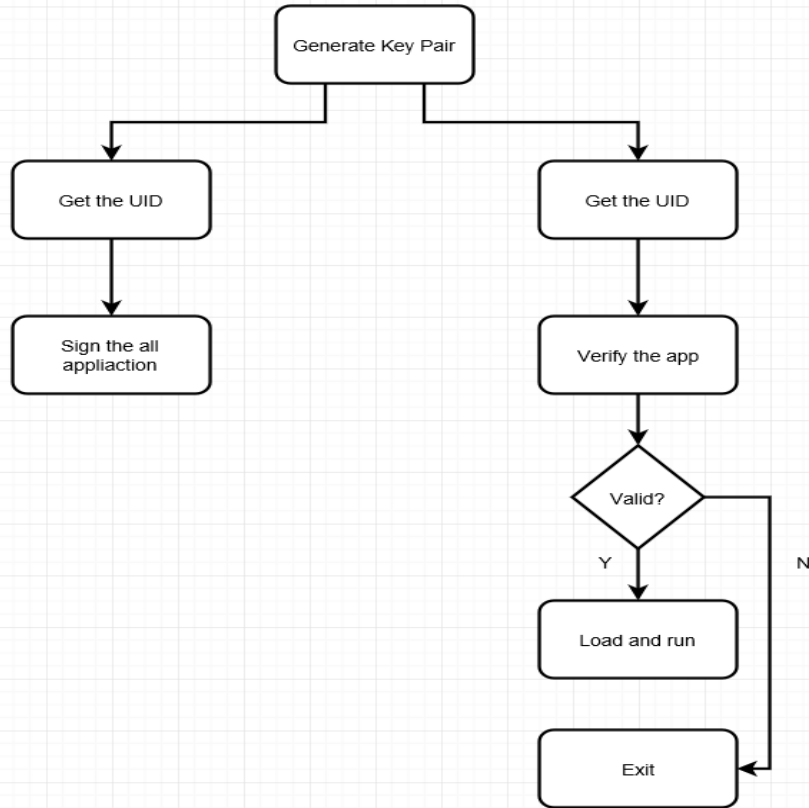 Generate Key Pair
Get the UID
Get the UID
Sign the all
appliaction
Verify the app
Valid?
Y
N
Load and run
Exit